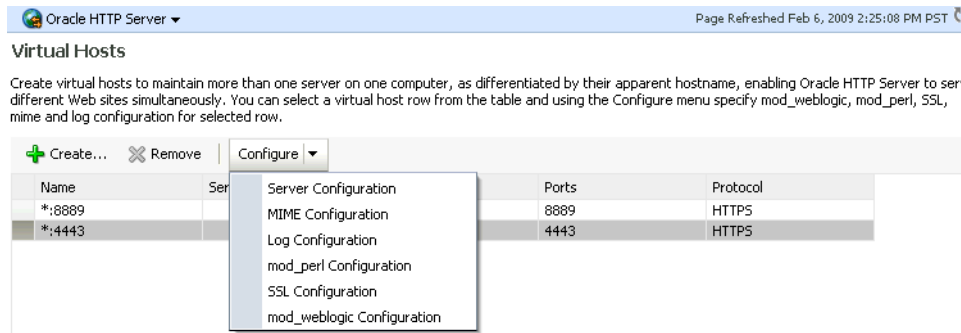 Oracle HTTP Server
Page Refreshed Feb 6, 2009 2:25:08 PM PST
Virtual Hosts
Create virtual hosts to maintain more than one server on one computer, as differentiated by their apparent hostname, enabling Oracle HTTP Server to ser
different Web sites simultaneously. You can select a virtual host row from the table and using the Configure menu specify mod_weblogic, mod_perl, SSL,
mime and log configuration for selected row.
Create... Remove Configure
Name Ser Ports Protocol
*:8889 8889 HTTPS
*:4443 4443 HTTPS
Server Configuration
MIME Configuration
Log Configuration
mod_perl Configuration
SSL Configuration
mod_weblogic Configuration